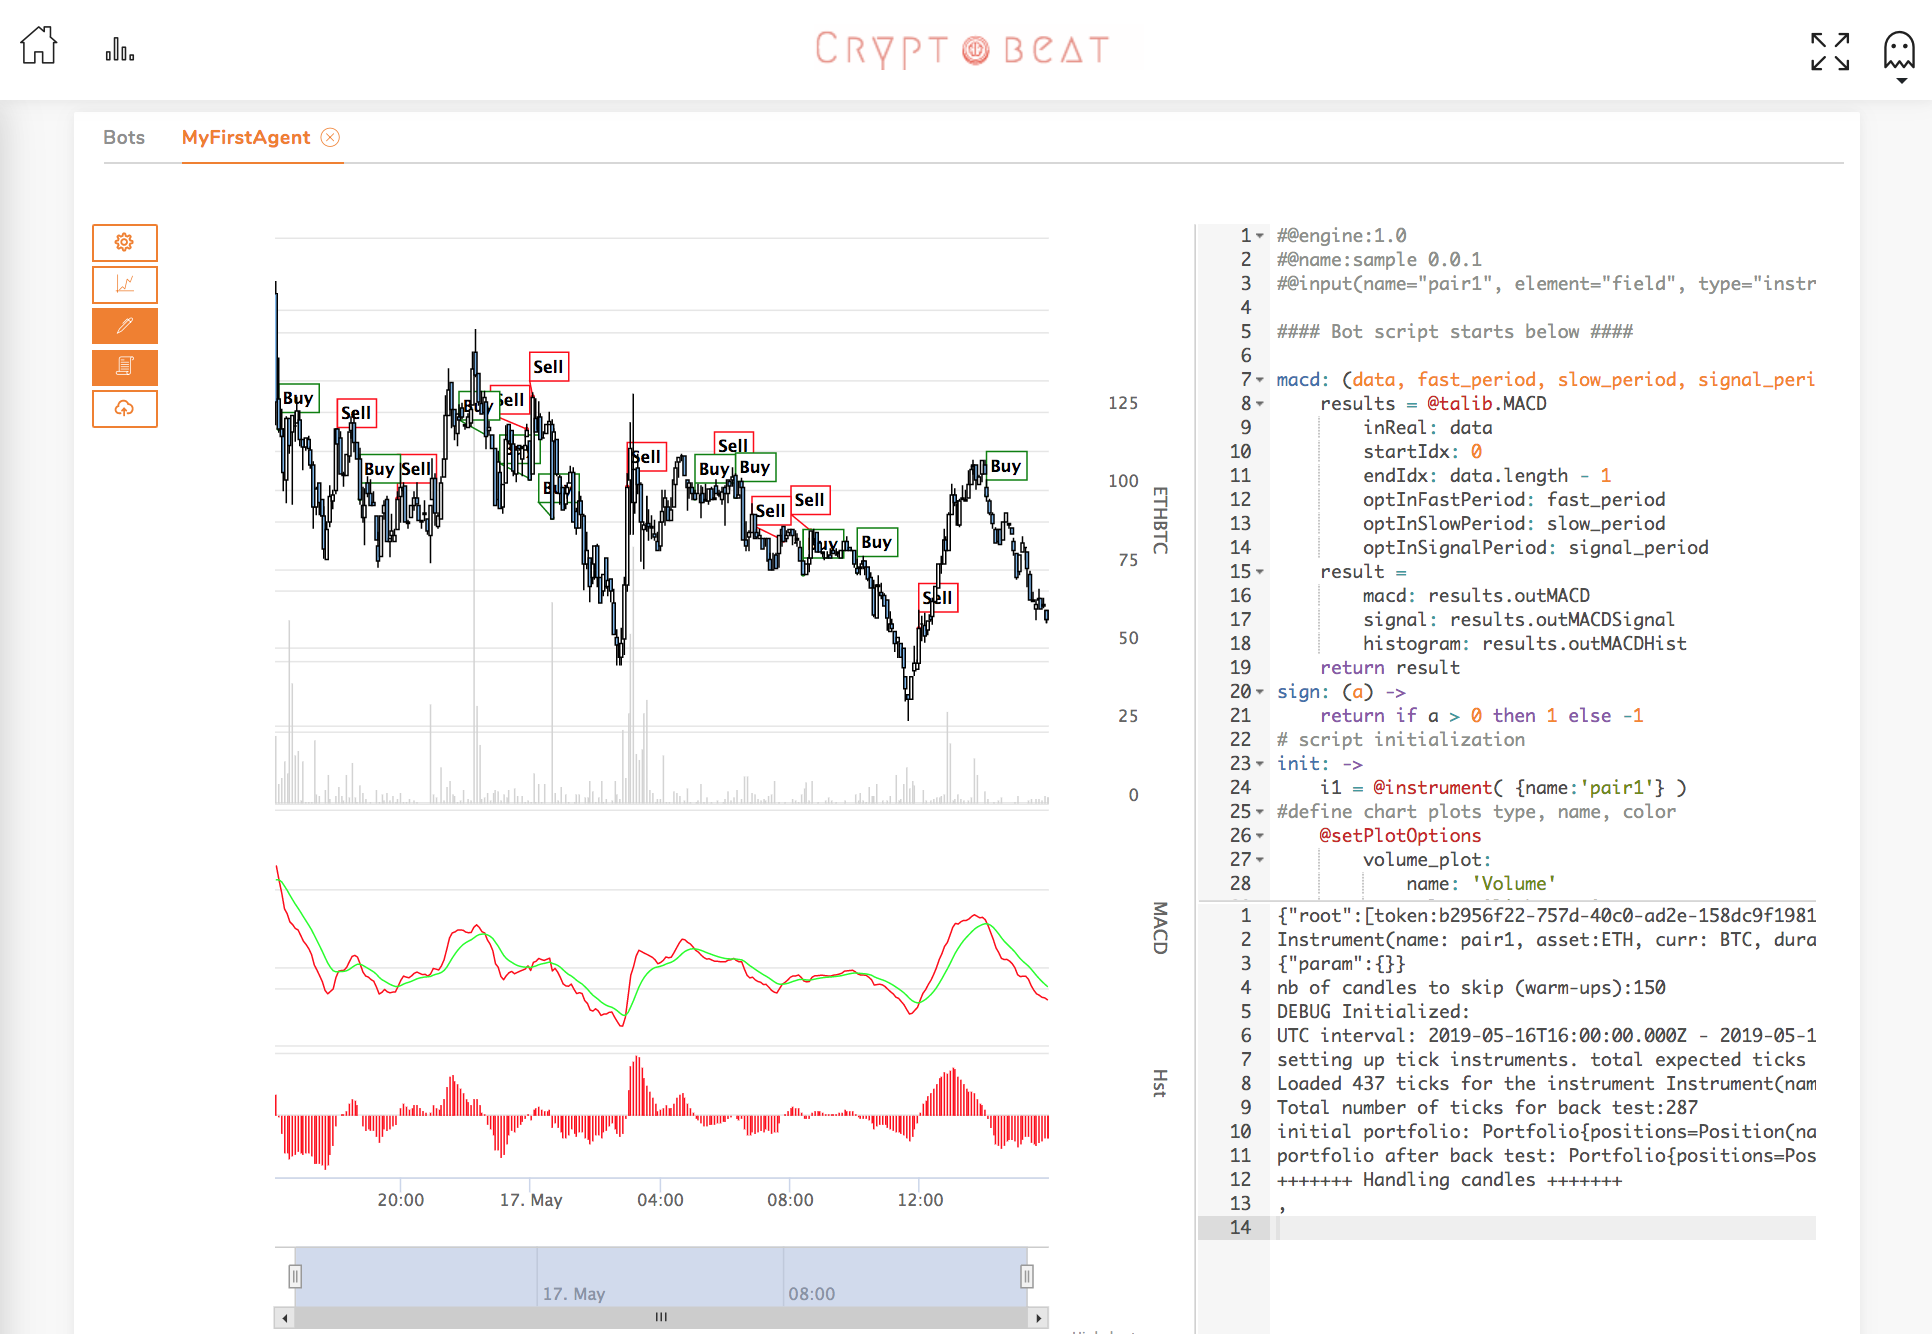 CRYPTOBEAT
Bots
MyFirstAgent
Buy
Sell
Buy
Sell
Sell
Sell
Buy
Sell
Sell
Buy
Buy
Sell
Sell
Buy
Buy
Sell
Buy
125
100
75
50
25
0
ETHBTC
MACD
Hst
20:00
17. May
04:00
08:00
12:00
17. May
08:00
1 #@engine:1.0
2 #@name:sample 0.0.1
3 #@input(name="pair1", element="field", type="instr
4
5 #### Bot script starts below ####
6
7 macd: (data, fast_period, slow_period, signal_peri
8 results = @talib.MACD
9 inReal: data
10 startIdx: 0
11 endIdx: data.length - 1
12 optInFastPeriod: fast_period
13 optInSlowPeriod: slow_period
14 optInSignalPeriod: signal_period
15 result =
16 macd: results.outMACD
17 signal: results.outMACDSignal
18 histogram: results.outMACDHist
19 return result
20 sign: (a) ->
21 return if a > 0 then 1 else -1
22 # script initialization
23 init: ->
24 i1 = @instrument( {name:'pair1'} )
25 #define chart plots type, name, color
26 @setPlotOptions
27 volume_plot:
28 name: 'Volume'
1 {"root":[token:b2956f22-757d-40c0-ad2e-158dc9f1981
2 Instrument(name: pair1, asset:ETH, curr: BTC, dura
3 {"param":{}}
4 nb of candles to skip (warm-ups):150
5 DEBUG Initialized:
6 UTC interval: 2019-05-16T16:00:00.000Z - 2019-05-1
7 setting up tick instruments. total expected ticks
8 Loaded 437 ticks for the instrument Instrument(nam
9 Total number of ticks for back test:287
10 initial portfolio: Portfolio{positions=Position(na
11 portfolio after back test: Portfolio{positions=Pos
12 +++++++ Handling candles +++++++
13 ,
14